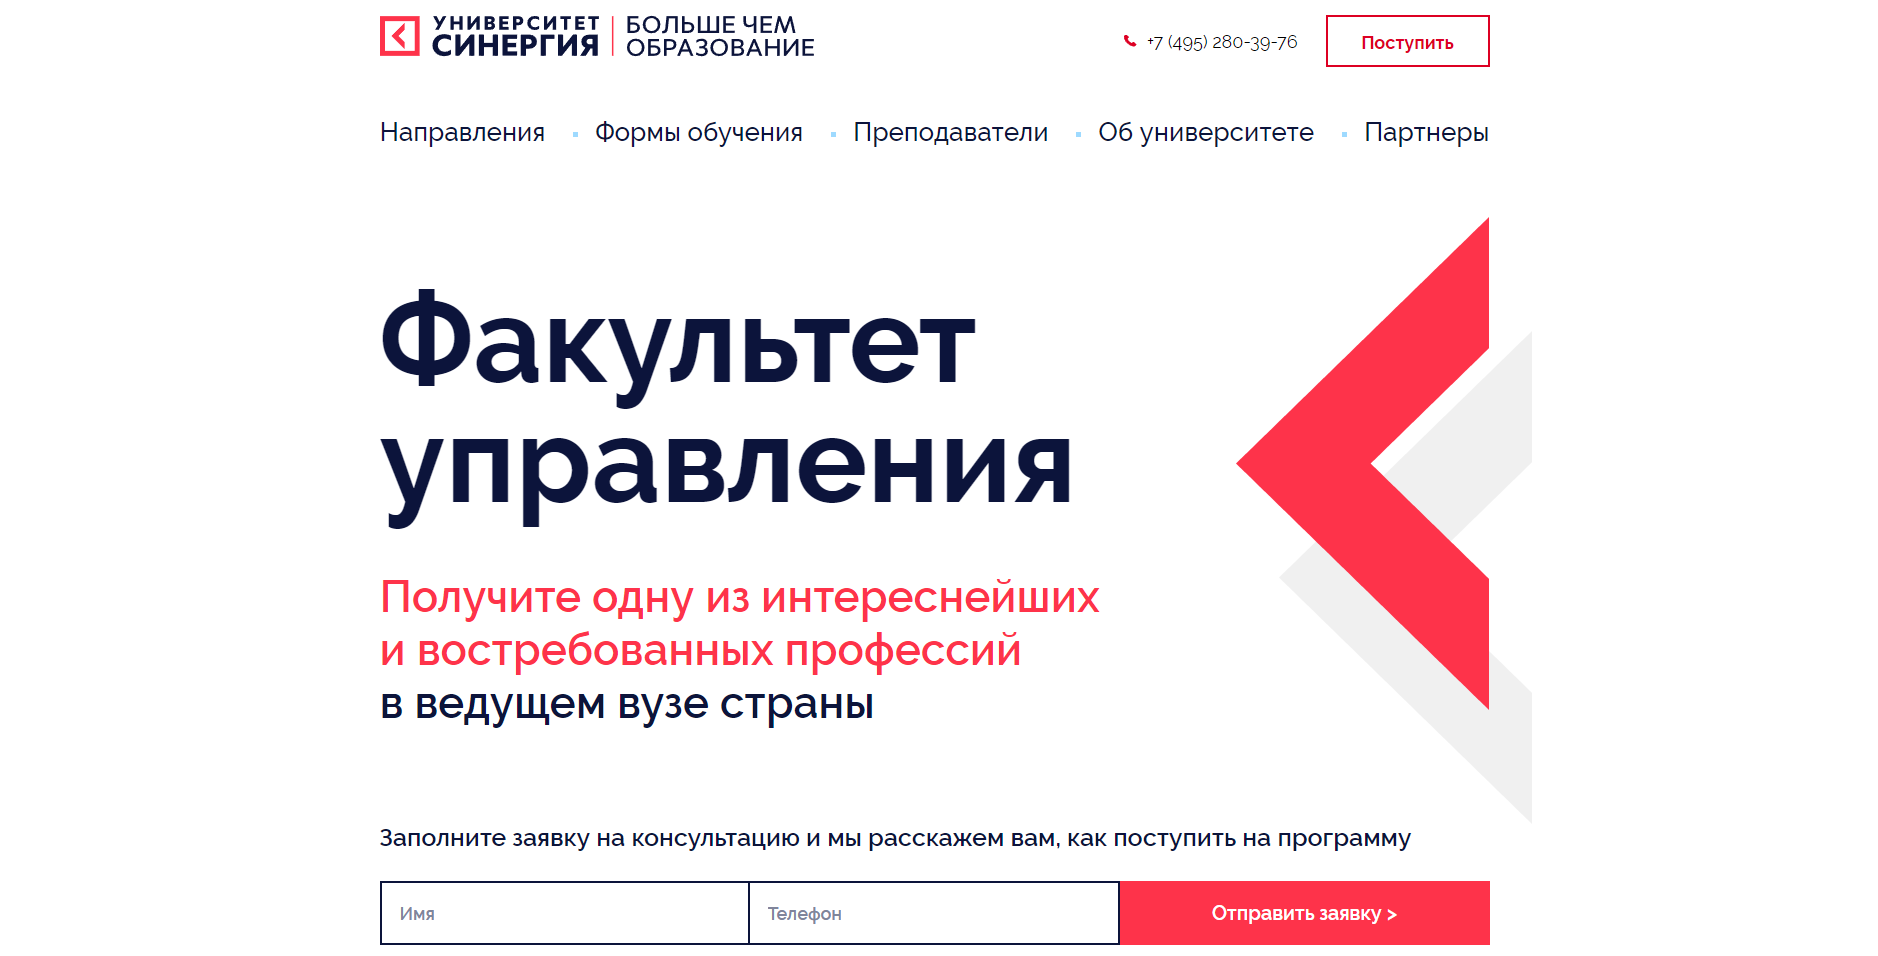 УНИВЕРСИТЕТ
СИНЕРГИЯ
БОЛЬШЕ ЧЕМ
ОБРАЗОВАНИЕ
+7 (495) 280-39-76
Поступить
Направления
Формы обучения
Преподаватели
Об университете
Партнеры
Факультет
управления
Получите одну из интереснейших
и востребованных профессий
в ведущем вузе страны
Заполните заявку на консультацию и мы расскажем вам, как поступить на программу
Имя
Телефон
Отправить заявку >